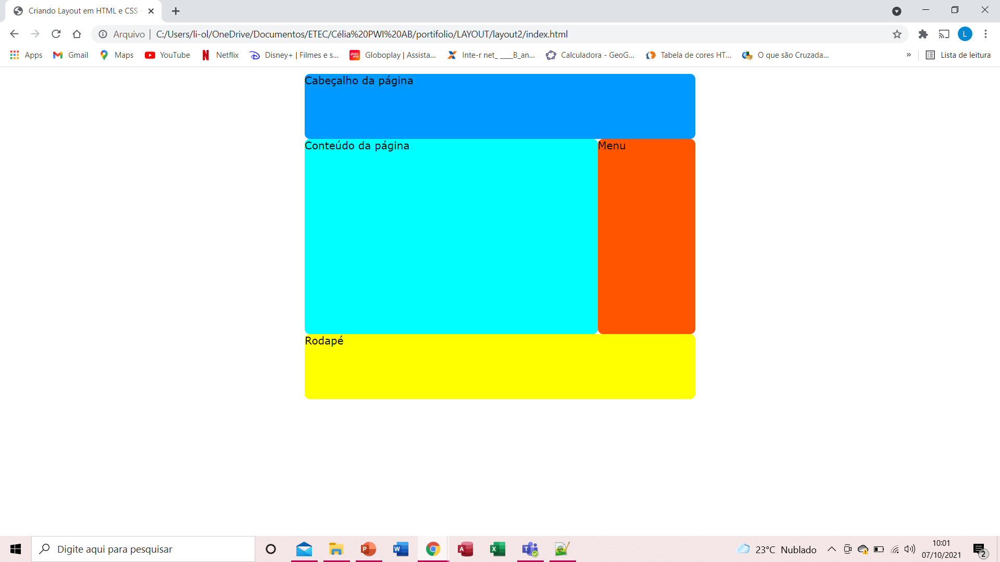 Criando Layout em HTML e CSS
Arquivo | C:/Users/li-ol/OneDrive/Documentos/ETEC/Célia%20PWI%20AB/portifolio/LAYOUT/layout2/index.html
L
Apps Gmail Maps YouTube Netflix Disney+ | Filmes e s... Globoplay | Assista... Inte-r net_ ____B_an... Calculadora - GeoG... Tabela de cores HT... O que são Cruzada... » Lista de leitura
Cabeçalho da página
Conteúdo da página
Menu
Rodapé
Digite aqui para pesquisar
23°C Nublado
10:01
07/10/2021
2